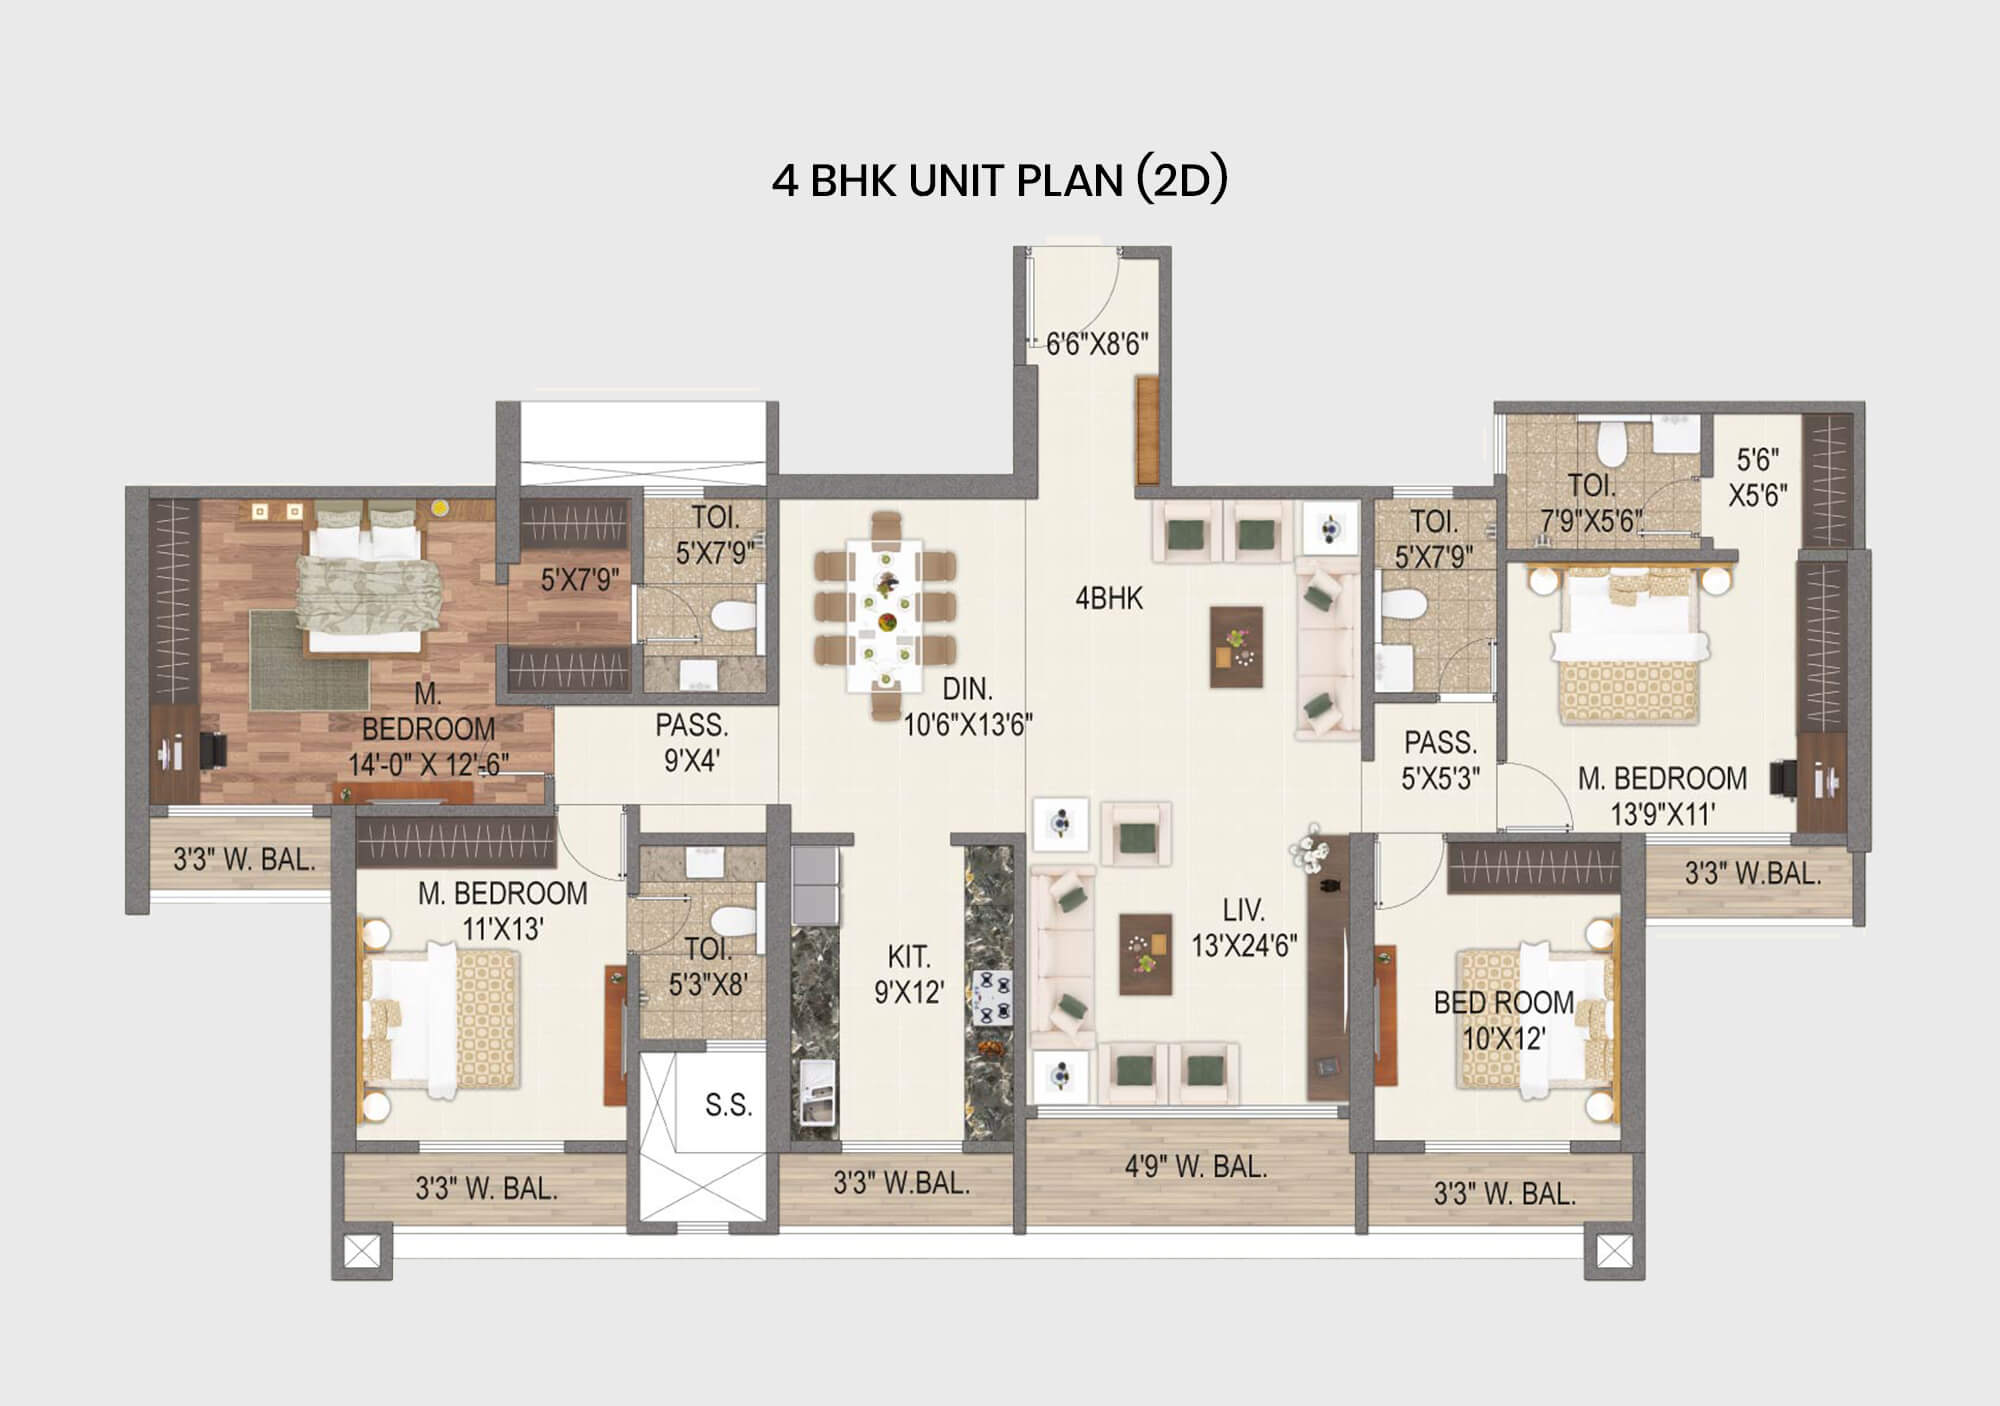 4 BHK UNIT PLAN (2D)
6'6"X8'6"
5'6"
X5'6"
TOI.
7'9"X5'6"
TOI.
5'X7'9"
5'X7'9"
TOI.
5'X7'9"
4BHK
M.
BEDROOM
14'-0" X 12'-6"
PASS.
9'X4'
DIN.
10'6"X13'6"
PASS.
5'X5'3"
M. BEDROOM
13'9"X11'
3'3" W. BAL.
3'3" W.BAL.
M. BEDROOM
11'X13'
TOI.
5'3"X8'
KIT.
9'X12'
LIV.
13'X24'6"
BED ROOM
10'X12'
S.S.
3'3" W. BAL.
3'3" W.BAL.
4'9" W. BAL.
3'3" W. BAL.